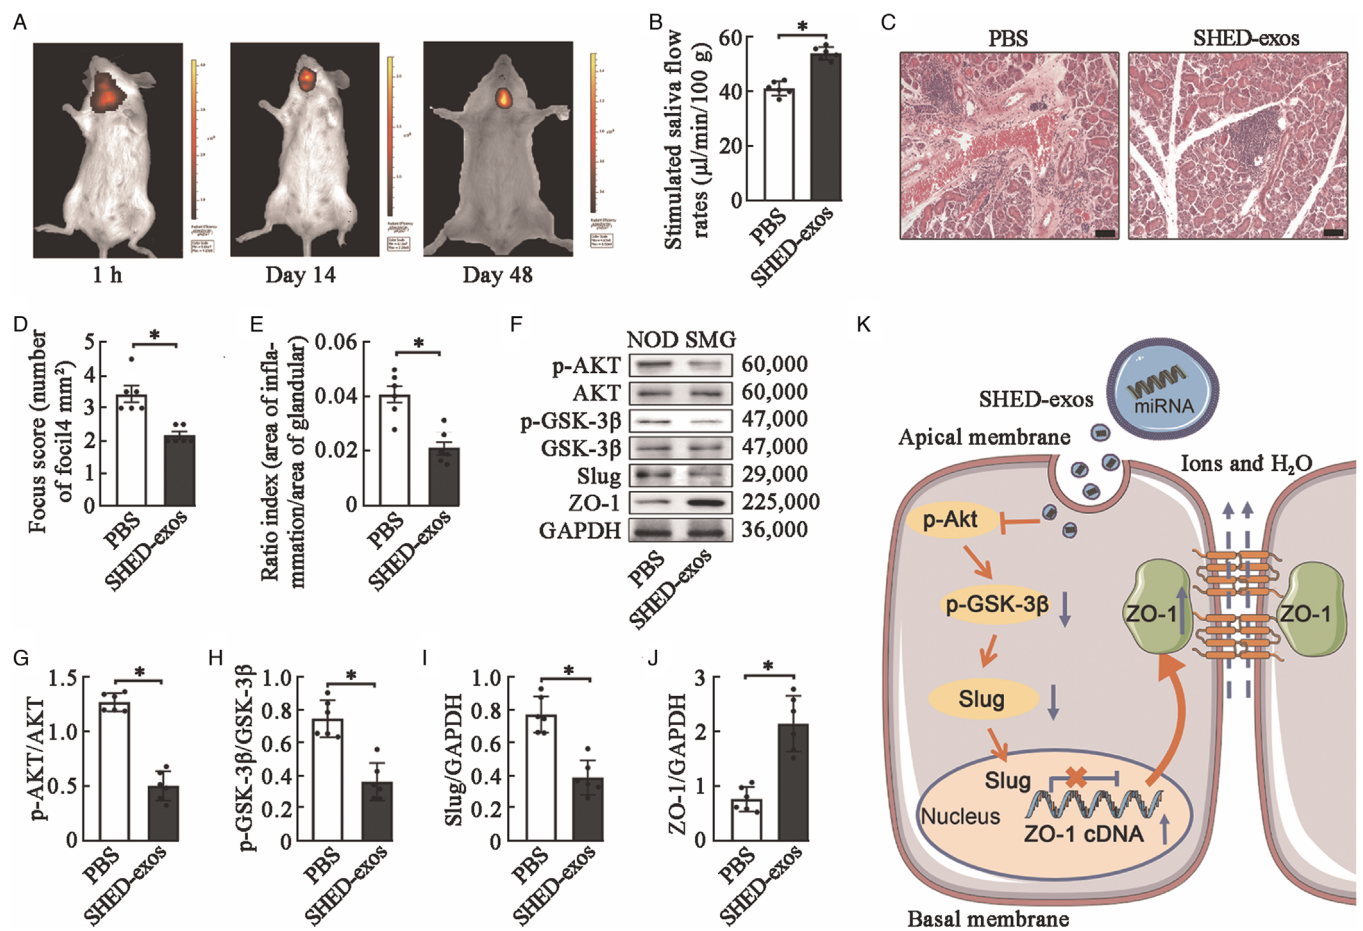 A
1 h
Day 14
Day 48
B
Stimulated saliva flow
rates (μl/min/100 g)
60
40
20
0
*
PBS
SHED-exos
C
PBS
SHED-exos
D
Focus score (number
of focil4 mm²)
5
4
3
2
1
0
*
PBS
SHED-exos
E
Ratio index (area of infla-
mmation/area of glandular)
0.06
0.04
0.02
0
*
PBS
SHED-exos
F
NOD SMG
p-AKT 60,000
AKT 60,000
p-GSK-3β 47,000
GSK-3β 47,000
Slug 29,000
ZO-1 225,000
GAPDH 36,000
PBS
SHED-exos
G
p-AKT/AKT
1.5
1.0
0.5
0
*
PBS
SHED-exos
H
p-GSK-3β/GSK-3β
1.0
0.8
0.6
0.4
0.2
0
*
PBS
SHED-exos
I
Slug/GAPDH
1.0
0.8
0.6
0.4
0.2
0
*
PBS
SHED-exos
J
ZO-1/GAPDH
3
2
1
0
*
PBS
SHED-exos
K
SHED-exos
miRNA
Apical membrane
Ions and H₂O
p-Akt
p-GSK-3β
ZO-1
ZO-1
Slug
Slug
Nucleus
ZO-1 cDNA
Basal membrane